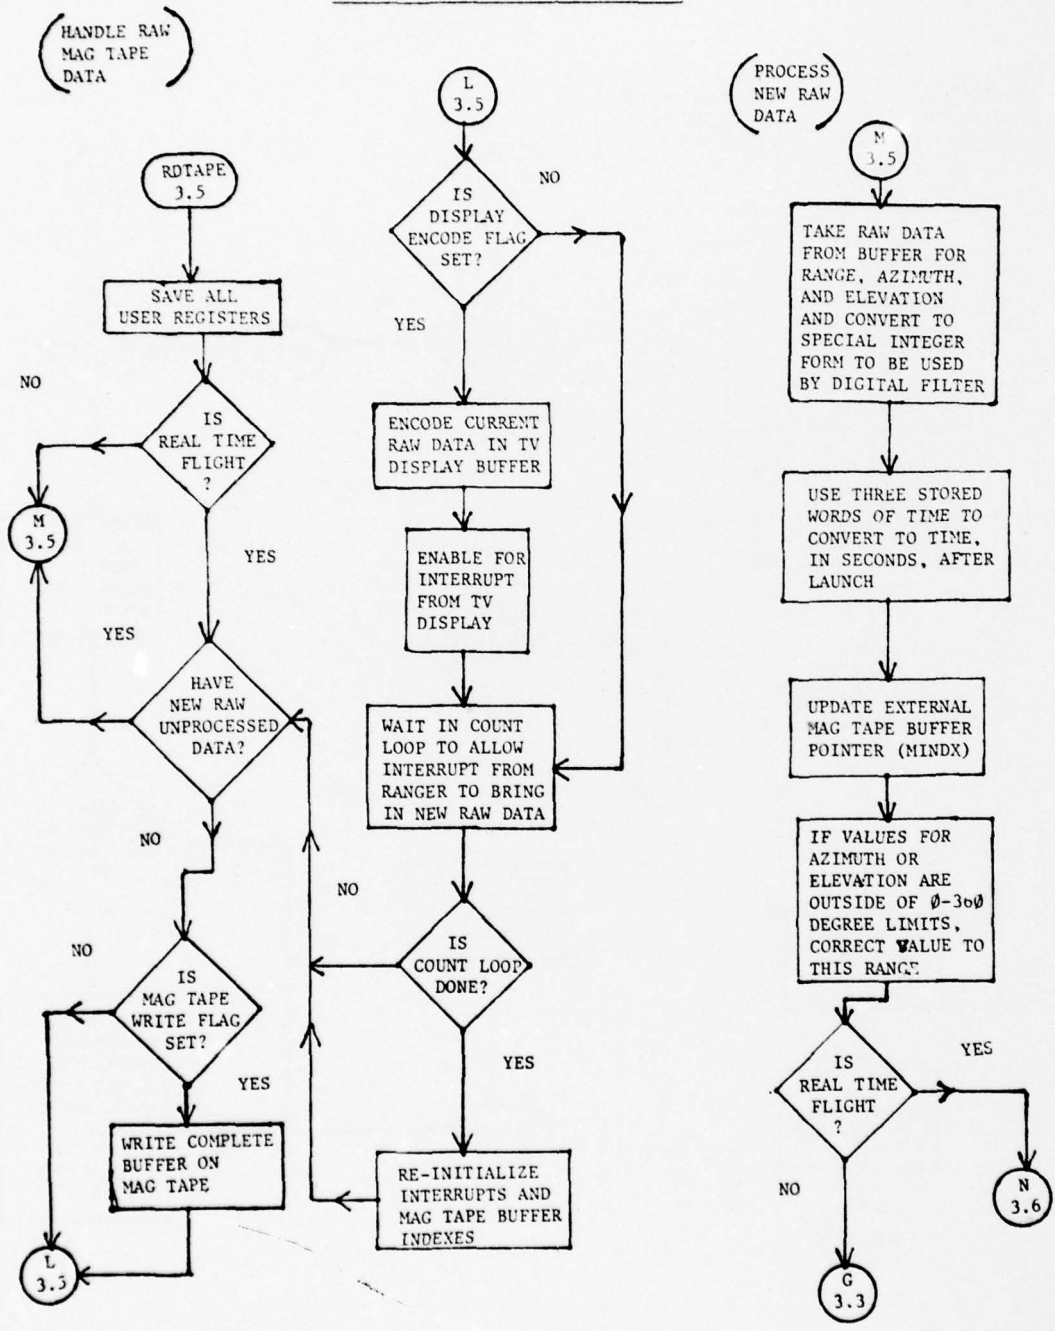 (HANDLE RAW
MAG TAPE
DATA)
RDTAPE
3.5
SAVE ALL
USER REGISTERS
NO
IS
REAL TIME
FLIGHT
?
M
3.5
YES
YES
HAVE
NEW RAW
UNPROCESSED
DATA?
NO
NO
IS
MAG TAPE
WRITE FLAG
SET?
YES
WRITE COMPLETE
BUFFER ON
MAG TAPE
L
3.5
L
3.5
NO
IS
DISPLAY
ENCODE FLAG
SET?
YES
ENCODE CURRENT
RAW DATA IN TV
DISPLAY BUFFER
ENABLE FOR
INTERRUPT
FROM TV
DISPLAY
WAIT IN COUNT
LOOP TO ALLOW
INTERRUPT FROM
RANGER TO BRING
IN NEW RAW DATA
NO
IS
COUNT LOOP
DONE?
YES
RE-INITIALIZE
INTERRUPTS AND
MAG TAPE BUFFER
INDEXES
(PROCESS
NEW RAW
DATA)
M
3.5
TAKE RAW DATA
FROM BUFFER FOR
RANGE, AZIMUTH,
AND ELEVATION
AND CONVERT TO
SPECIAL INTEGER
FORM TO BE USED
BY DIGITAL FILTER
USE THREE STORED
WORDS OF TIME TO
CONVERT TO TIME,
IN SECONDS, AFTER
LAUNCH
UPDATE EXTERNAL
MAG TAPE BUFFER
POINTER (MINDX)
IF VALUES FOR
AZIMUTH OR
ELEVATION ARE
OUTSIDE OF Ø-36Ø
DEGREE LIMITS,
CORRECT VALUE TO
THIS RANGE
IS
REAL TIME
FLIGHT
?
YES
N
3.6
NO
G
3.3